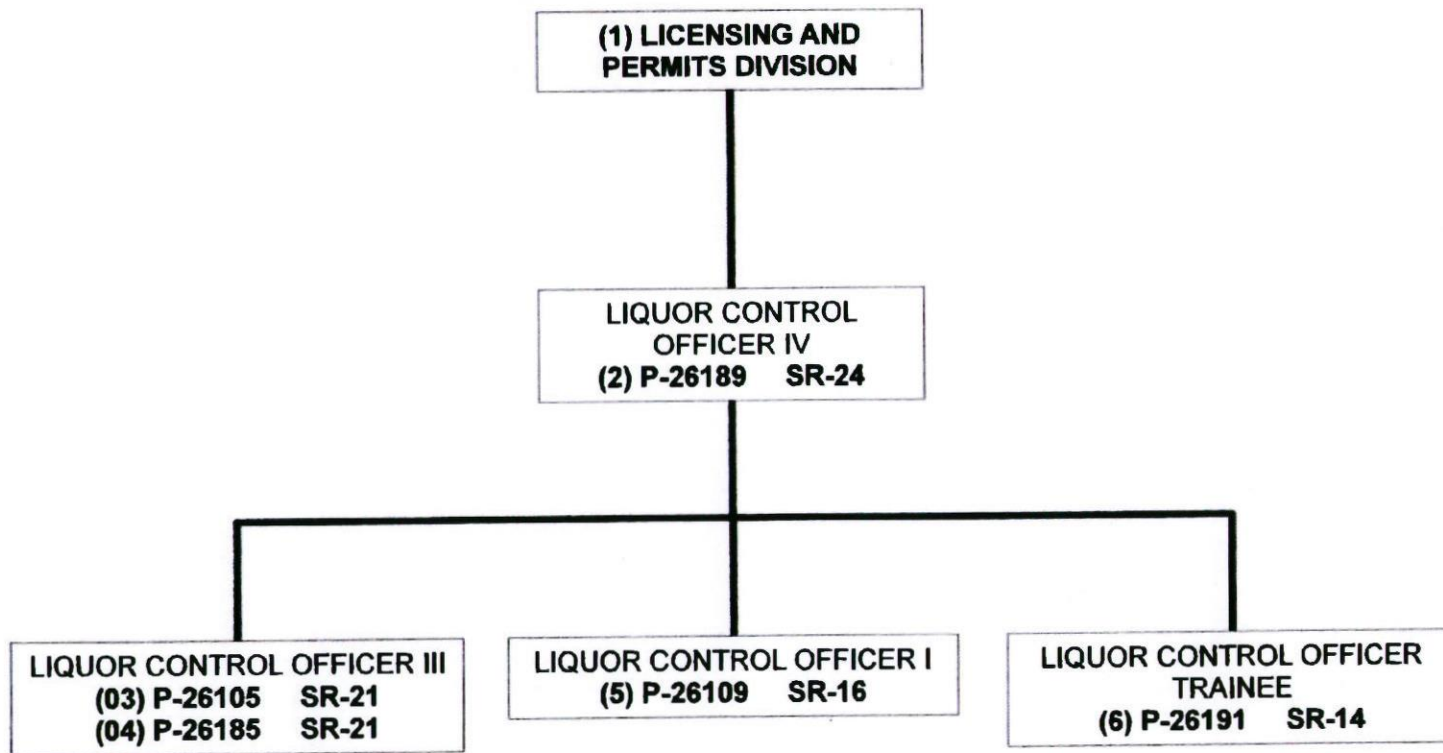 (1) LICENSING AND
PERMITS DIVISION
LIQUOR CONTROL
OFFICER IV
(2) P-26189 SR-24
LIQUOR CONTROL OFFICER III
(03) P-26105 SR-21
(04) P-26185 SR-21
LIQUOR CONTROL OFFICER I
(5) P-26109 SR-16
LIQUOR CONTROL OFFICER
TRAINEE
(6) P-26191 SR-14